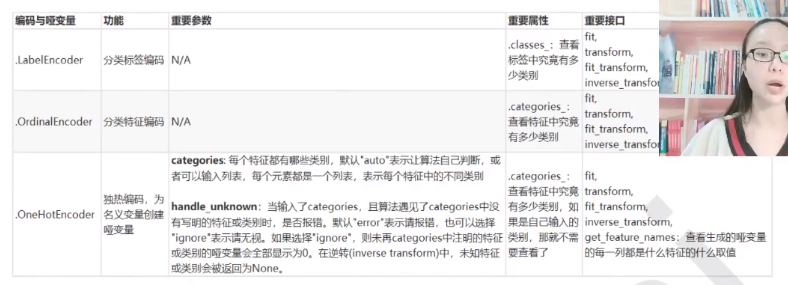 编码与哑变量 功能 重要参数 重要属性 重要接口
.LabelEncoder 分类标签编码 N/A .classes_：查看标签中究竟有多少类别 fit,
transform,
fit_transform,
inverse_transfor
.OrdinalEncoder 分类特征编码 N/A .categories_：查看特征中究竟有多少类别 fit,
transform,
fit_transform,
inverse_transfor
.OneHotEncoder 独热编码，为名义变量创建哑变量
categories: 每个特征都有哪些类别，默认"auto"表示让算法自己判断，或
者可以输入列表，每个元素都是一个列表，表示每个特征中的不同类别
handle_unknown：当输入了categories，且算法遇见了categories中没
有写明的特征或类别时，是否报错。默认"error"表示请报错，也可以选择
"ignore"表示请无视。如果选择"ignore"，则未再categories中注明的特征
或类别的哑变量会全部显示为0。在逆转(inverse transform)中，未知特征
或类别会被返回为None。
.categories_：
查看特征中究竟
有多少类别，如
果是自己输入的
类别，那就不需
要查看了
fit,
transform,
fit_transform,
inverse_transform,
get_feature_names：查看生成的哑变量
的每一列都是什么特征的什么取值